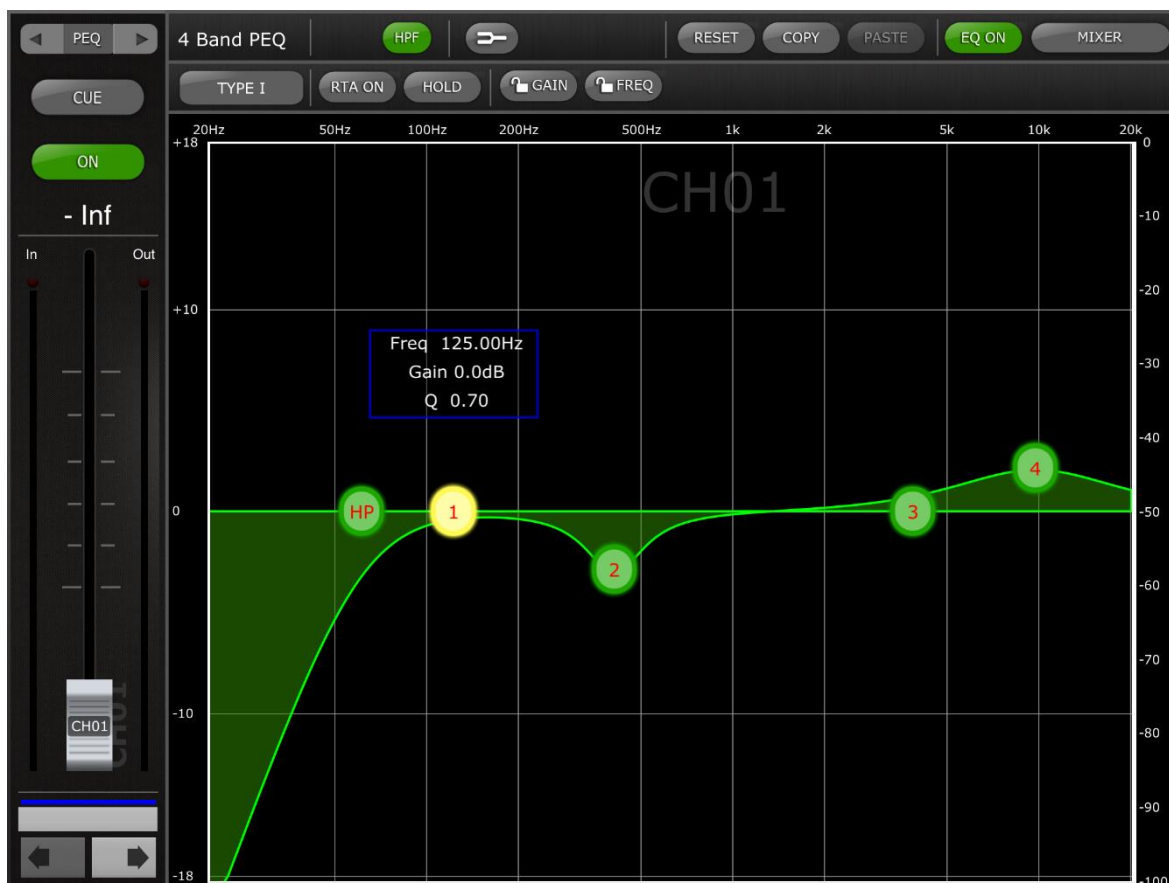 PEQ
4 Band PEQ
HPF
RESET
COPY
PASTE
EQ ON
MIXER
CUE
TYPE I
RTA ON
HOLD
GAIN
FREQ
ON
- Inf
In
Out
CH01
CH01
20Hz 50Hz 100Hz 200Hz 500Hz 1k 2k 5k 10k 20k
+18
+10
0
-10
-18
CH01
Freq 125.00Hz
Gain 0.0dB
Q 0.70
HP
1
2
3
4
0
-10
-20
-30
-40
-50
-60
-70
-80
-90
-100